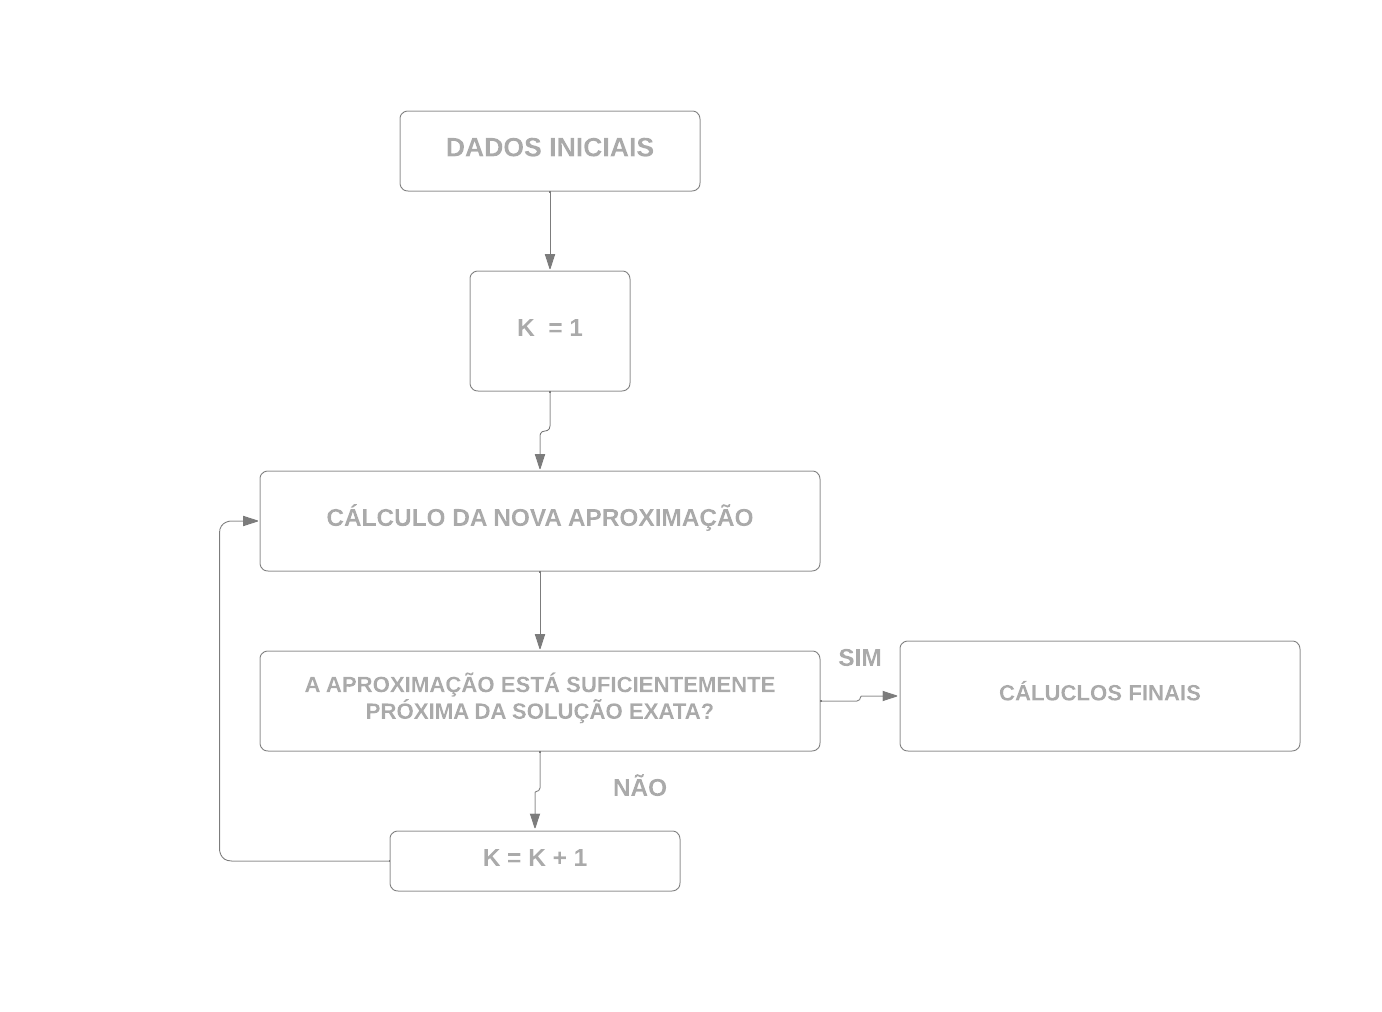 DADOS INICIAIS
K = 1
CÁLCULO DA NOVA APROXIMAÇÃO
A APROXIMAÇÃO ESTÁ SUFICIENTEMENTE
PRÓXIMA DA SOLUÇÃO EXATA?
SIM
CÁLUCLOS FINAIS
NÃO
K = K + 1